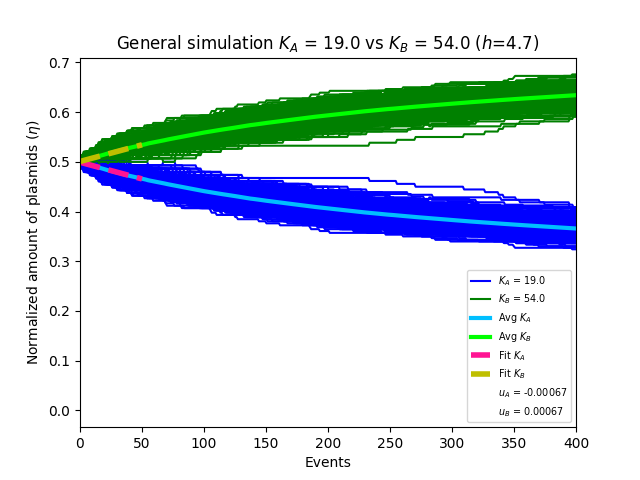 General simulation K_A = 19.0 vs K_B = 54.0 (h=4.7)
Normalized amount of plasmids (η)
0.7
0.6
0.5
0.4
0.3
0.2
0.1
0.0
K_A = 19.0
K_B = 54.0
Avg K_A
Avg K_B
Fit K_A
Fit K_B
u_A = -0.00067
u_B = 0.00067
0 50 100 150 200 250 300 350 400
Events